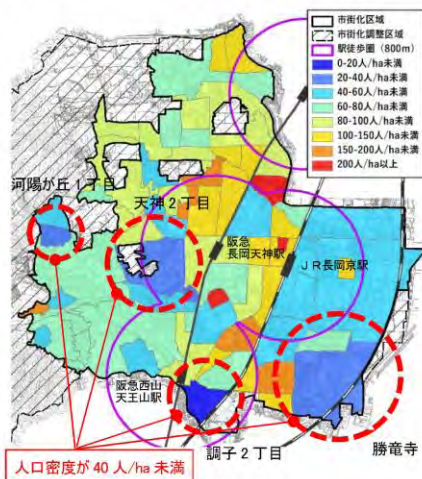 市街化区域
市街化調整区域
駅徒歩圏（800m）
0-20人/ha未満
20-40人/ha未満
40-60人/ha未満
60-80人/ha未満
80-100人/ha未満
100-150人/ha未満
150-200人/ha未満
200人/ha以上
河陽が丘１丁目
天神２丁目
阪急
長岡天神駅
ＪＲ長岡京駅
阪急西山
天王山駅
調子２丁目
勝竜寺
人口密度が 40 人/ha 未満